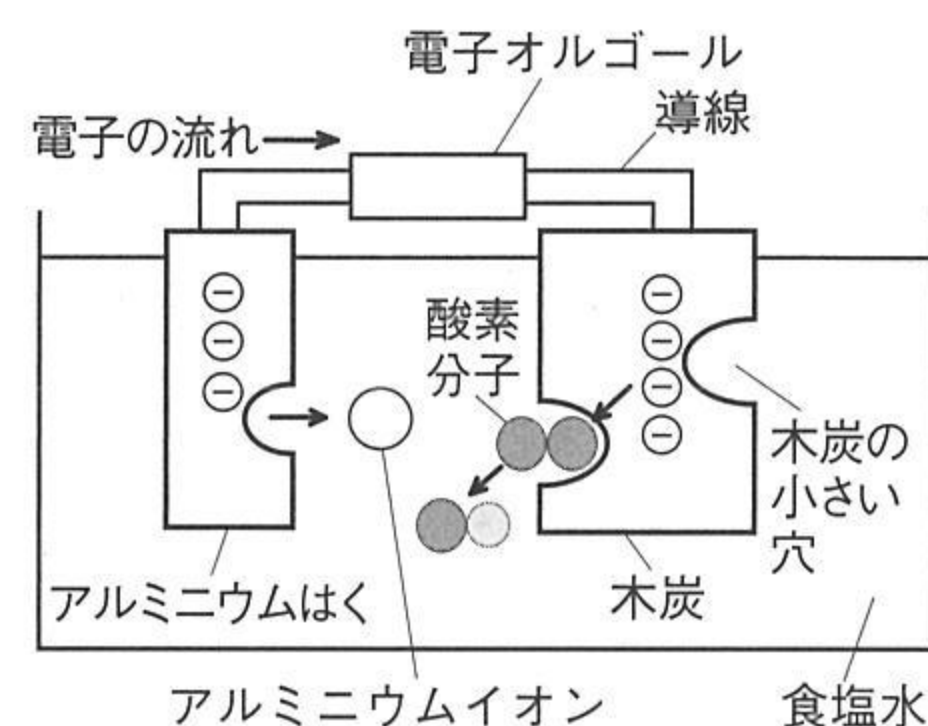 電子オルゴール
導線
電子の流れ
酸素
分子
木炭の
小さい
穴
アルミニウムはく
木炭
アルミニウムイオン
食塩水